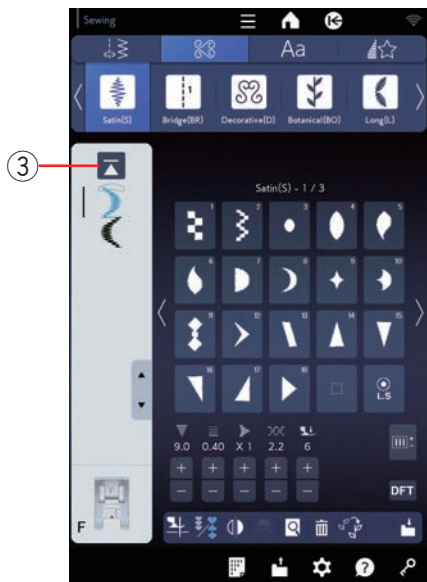 Sewing
Aa
Satin(S) Bridge(BR) Decorative(D) Botanical(BO) Long(L)
3
Satin(S) - 1 / 3
1 2 3 4 5
6 7 8 9 10
11 12 13 14 15
16 17 18 L.S
9.0 0.40 X 1 2.2 6
+ + + + +
− − − − − DFT
F
?